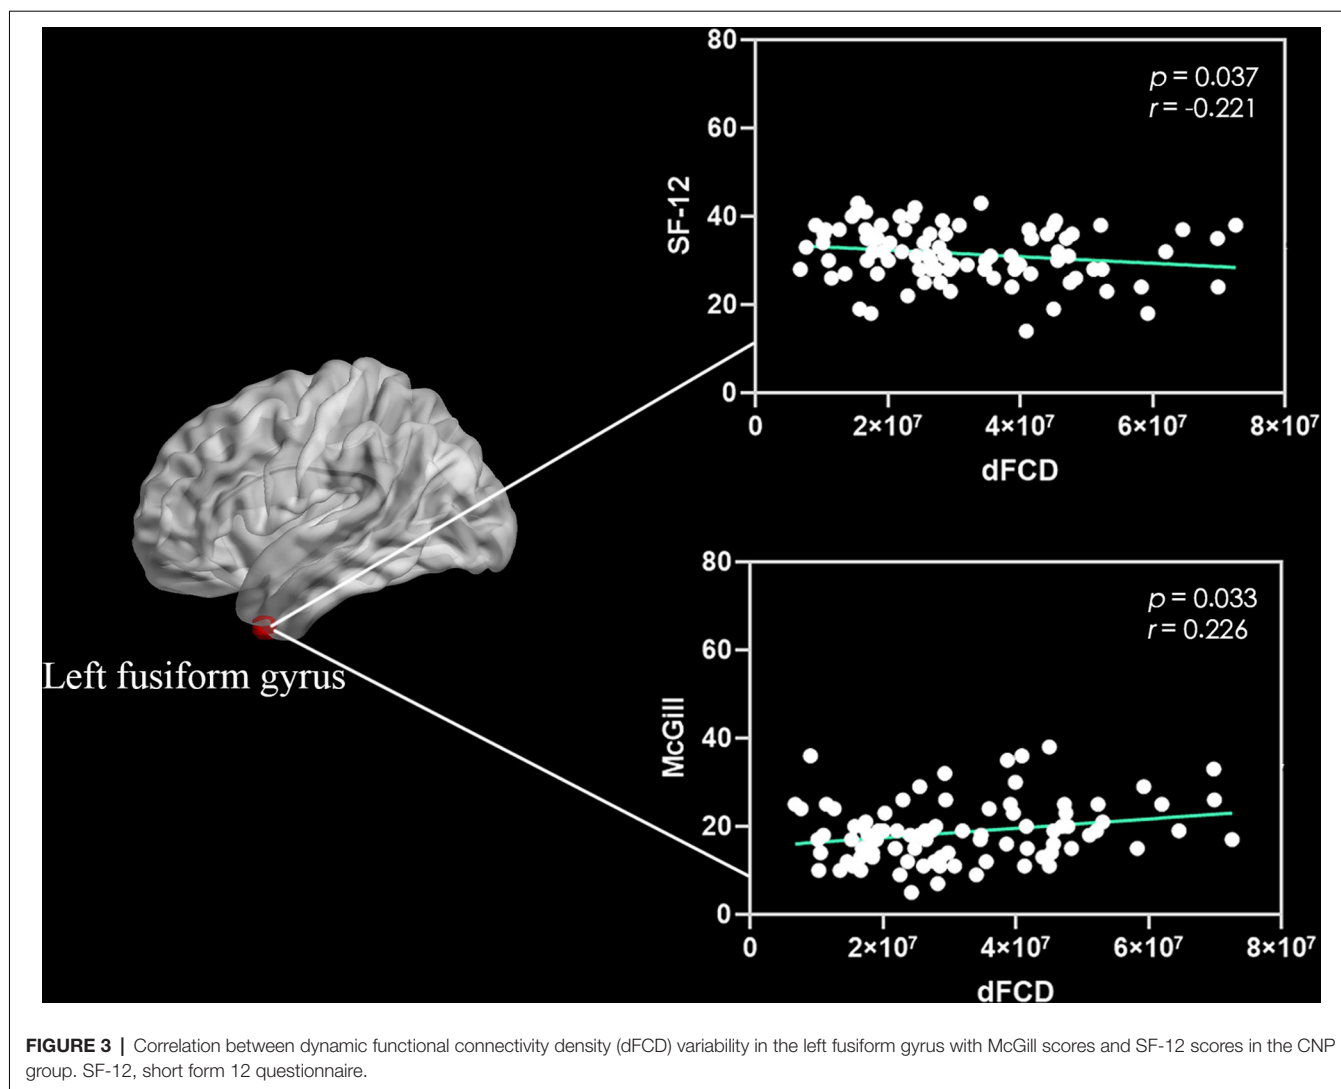 80
60
40
20
0
SF-12
p = 0.037
r = -0.221
0 2×10⁷ 4×10⁷ 6×10⁷ 8×10⁷
dFCD
Left fusiform gyrus
80
60
40
20
0
McGill
p = 0.033
r = 0.226
0 2×10⁷ 4×10⁷ 6×10⁷ 8×10⁷
dFCD
FIGURE 3 | Correlation between dynamic functional connectivity density (dFCD) variability in the left fusiform gyrus with McGill scores and SF-12 scores in the CNP
group. SF-12, short form 12 questionnaire.